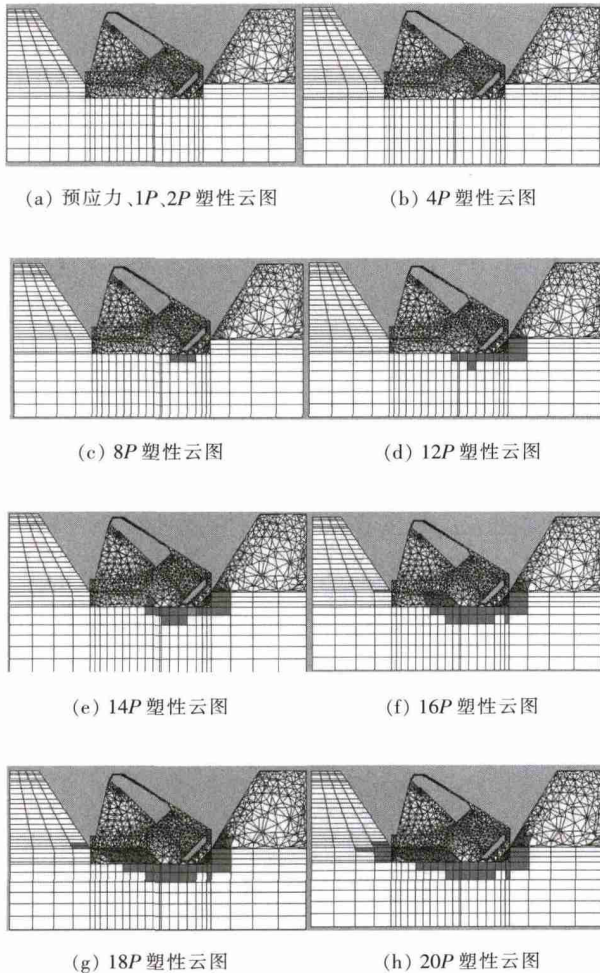 (a) 预应力、1P、2P 塑性云图
(b) 4P 塑性云图
(c) 8P 塑性云图
(d) 12P 塑性云图
(e) 14P 塑性云图
(f) 16P 塑性云图
(g) 18P 塑性云图
(h) 20P 塑性云图